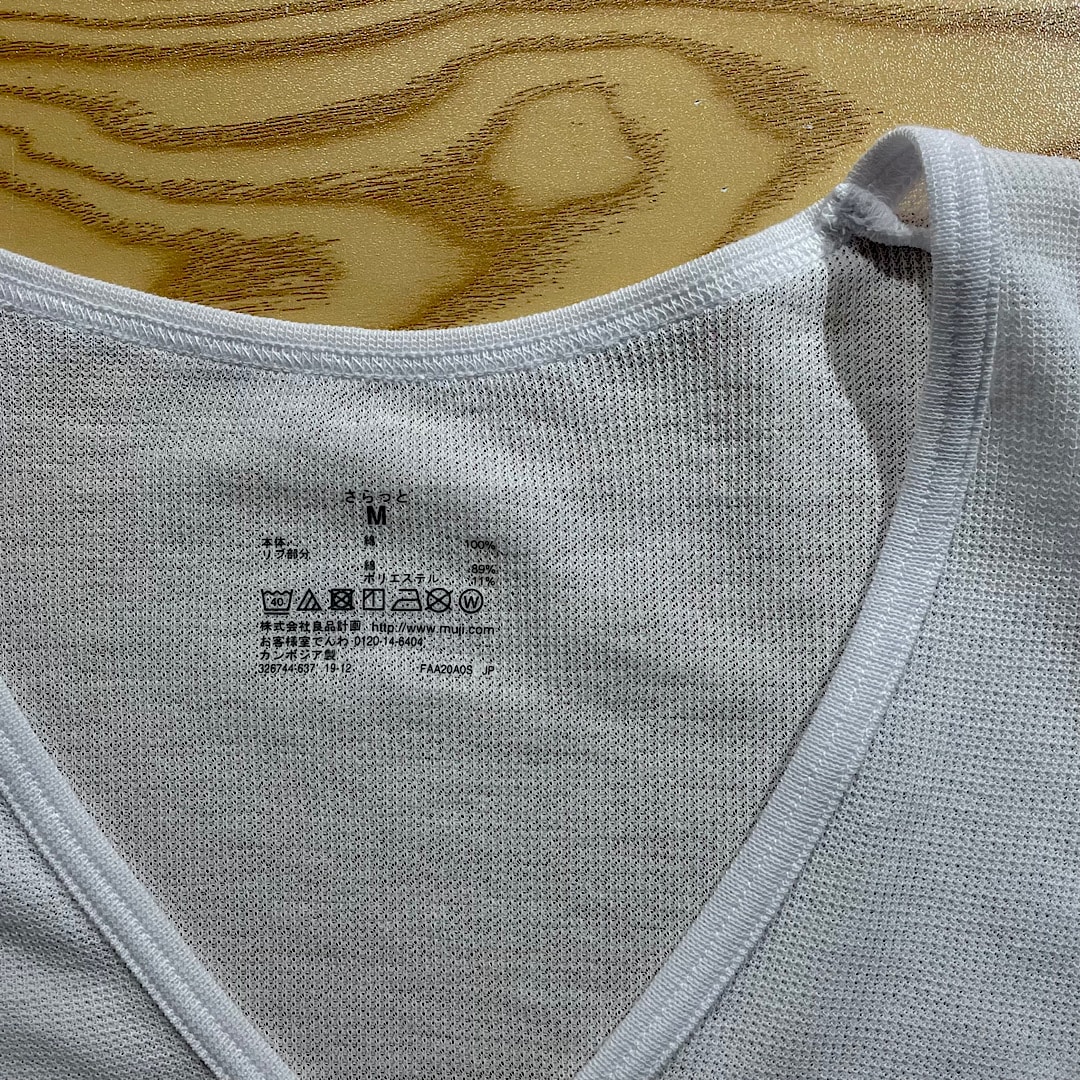 さらっと
M
本体 綿 100%
リブ部分 綿 89%
ポリエステル 11%
40 W
株式会社良品計画 http://www.muji.com
お客様室でんわ 0120-14-6404
カンボジア製
326744-637 19-12 FAA20A0S JP